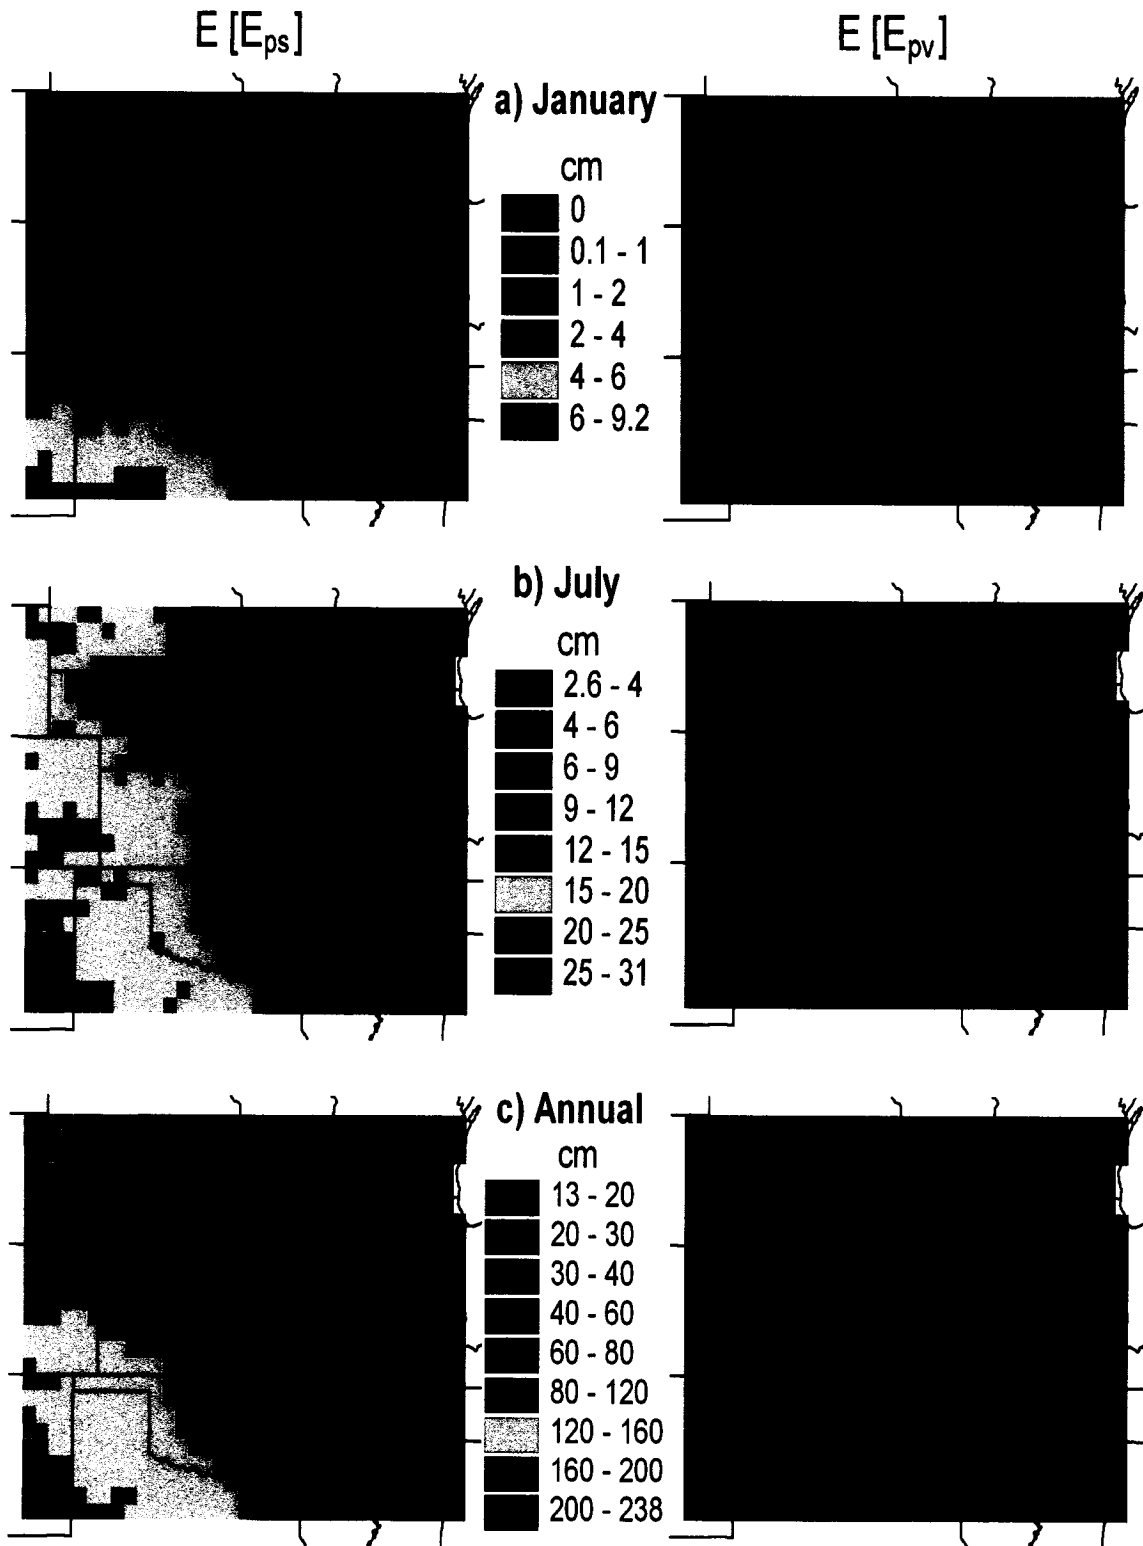 E [E_ps]
E [E_pv]
a) January
cm
0
0.1 - 1
1 - 2
2 - 4
4 - 6
6 - 9.2
b) July
cm
2.6 - 4
4 - 6
6 - 9
9 - 12
12 - 15
15 - 20
20 - 25
25 - 31
c) Annual
cm
13 - 20
20 - 30
30 - 40
40 - 60
60 - 80
80 - 120
120 - 160
160 - 200
200 - 238